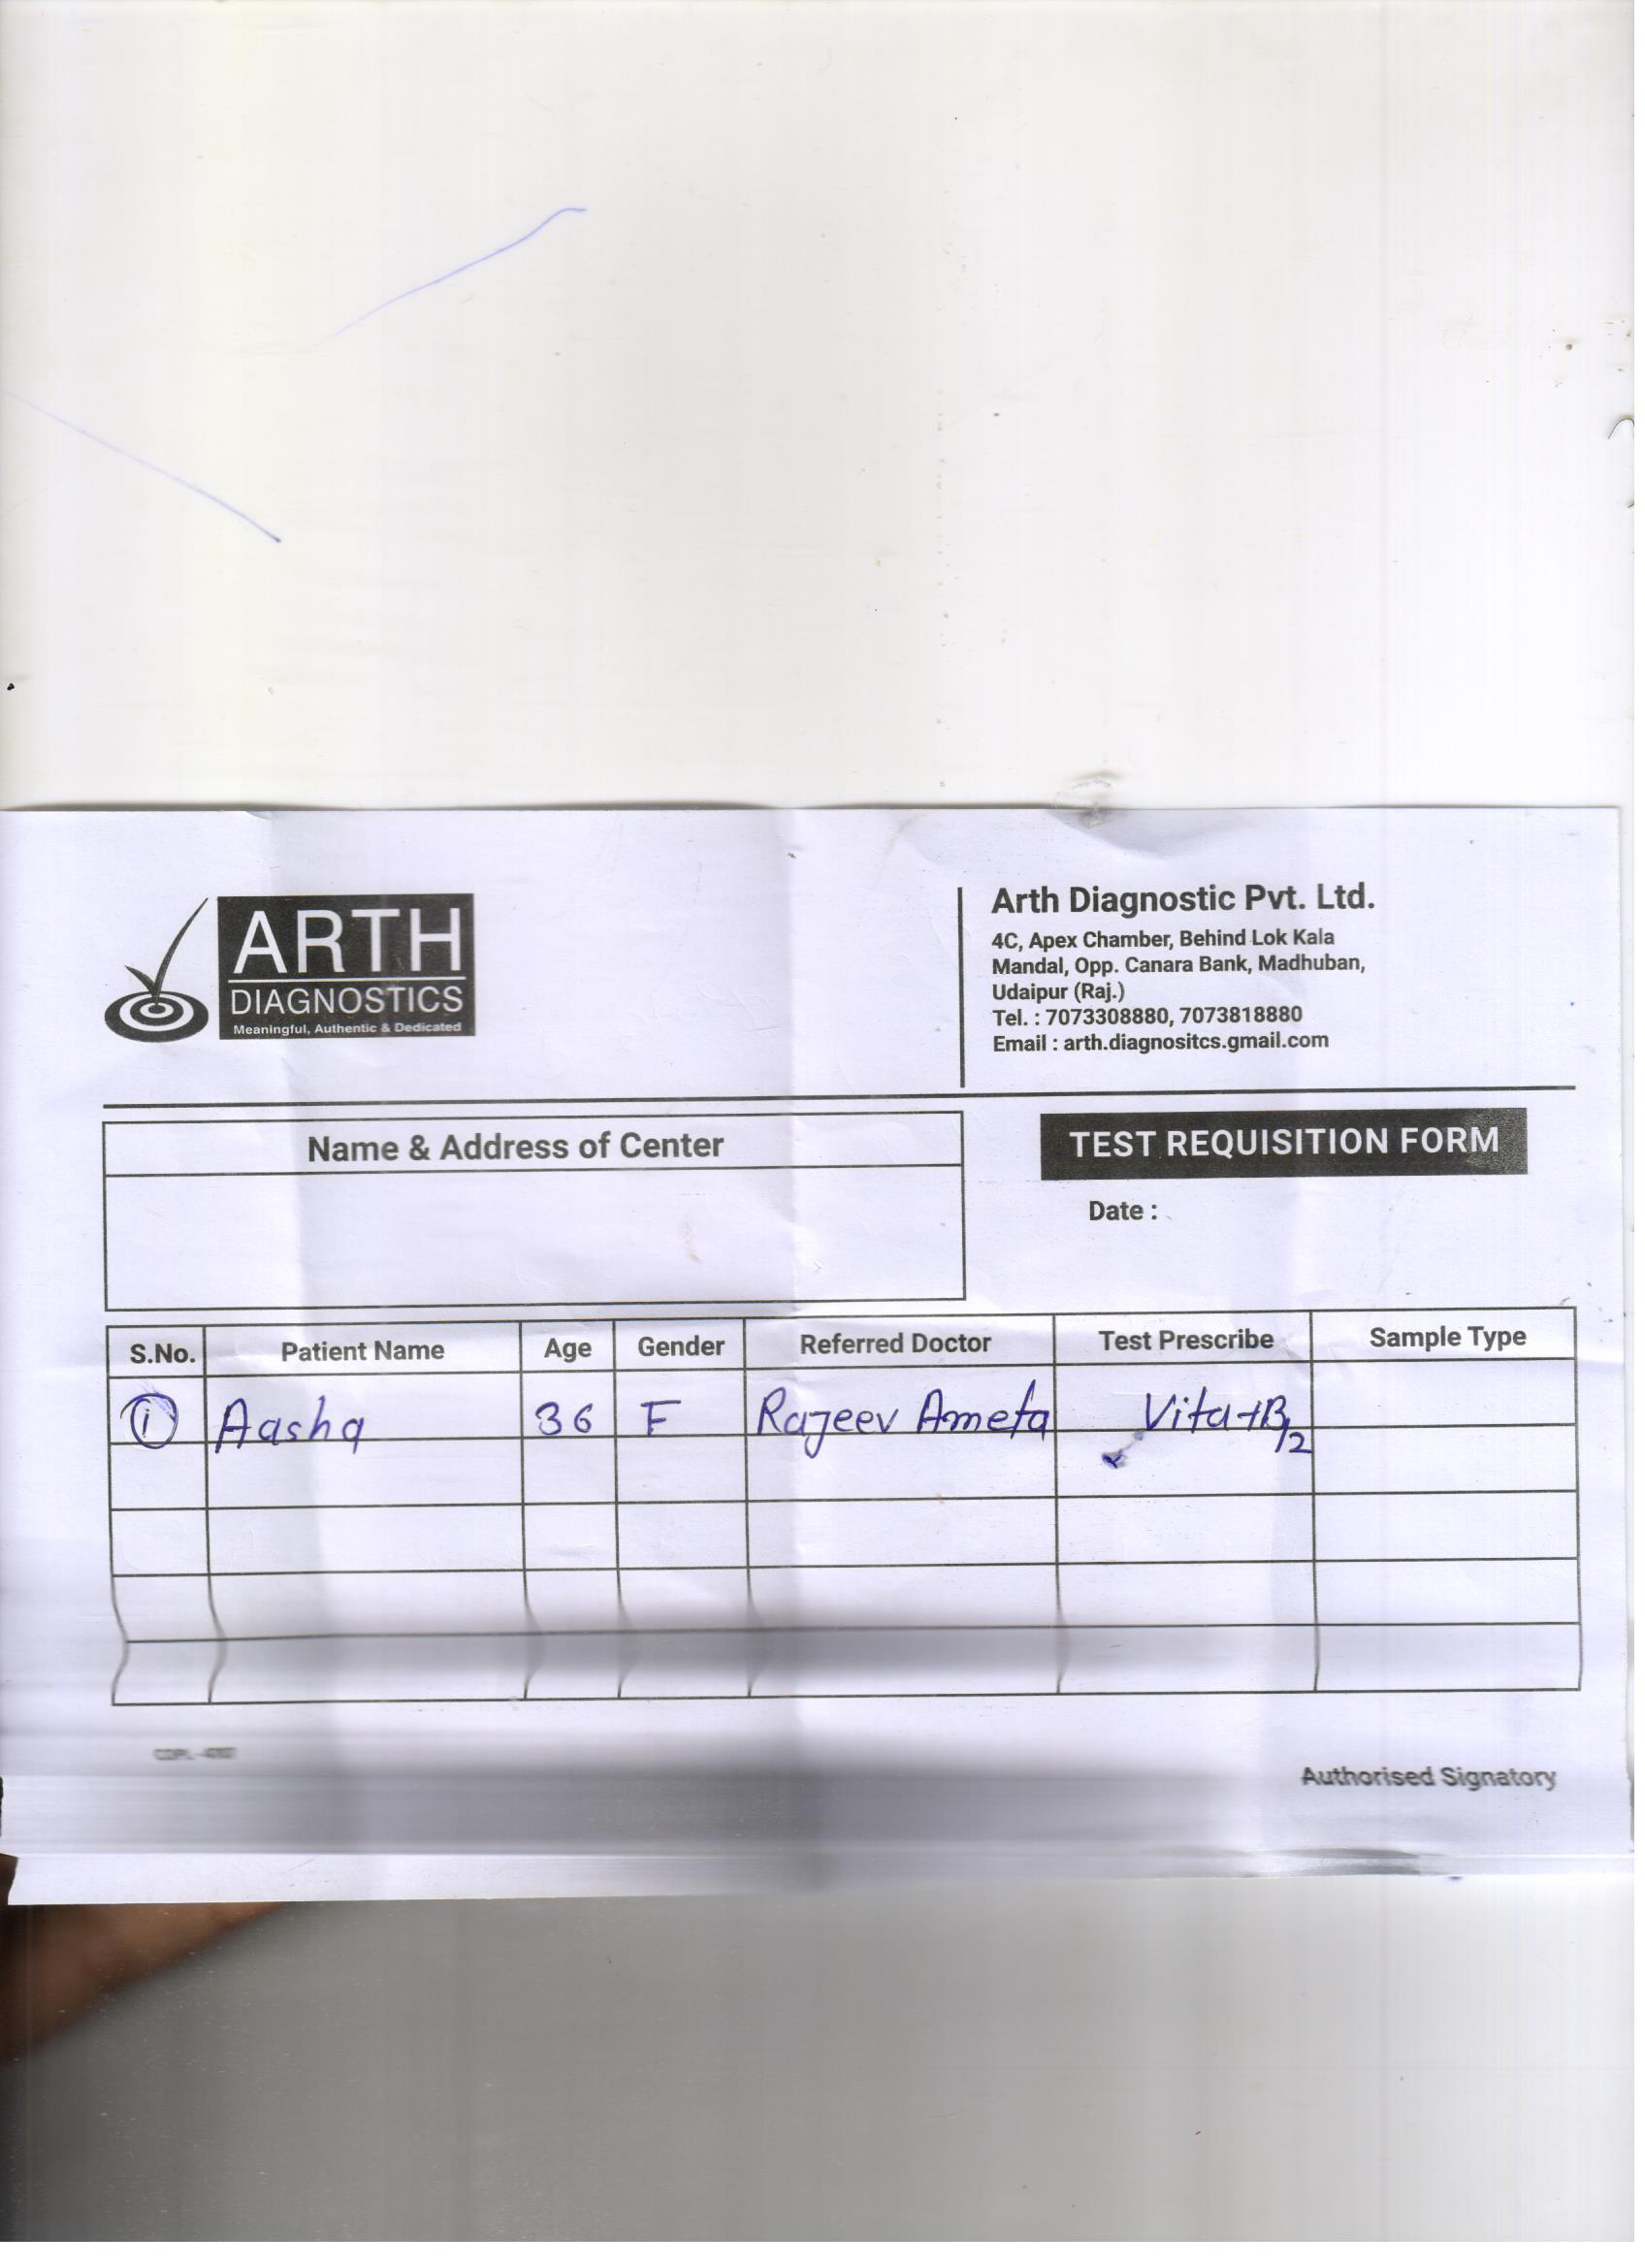 ARTH
DIAGNOSTICS
Meaningful, Authentic & Dedicated
Arth Diagnostic Pvt. Ltd.
4C, Apex Chamber, Behind Lok Kala
Mandal, Opp. Canara Bank, Madhuban,
Udaipur (Raj.)
Tel. : 7073308880, 7073818880
Email : arth.diagnositcs.gmail.com
Name & Address of Center
TEST REQUISITION FORM
Date :
S.No. Patient Name Age Gender Referred Doctor Test Prescribe Sample Type
1 Aasha 36 F Rajeev Ameta Vita-B12
Authorised Signatory